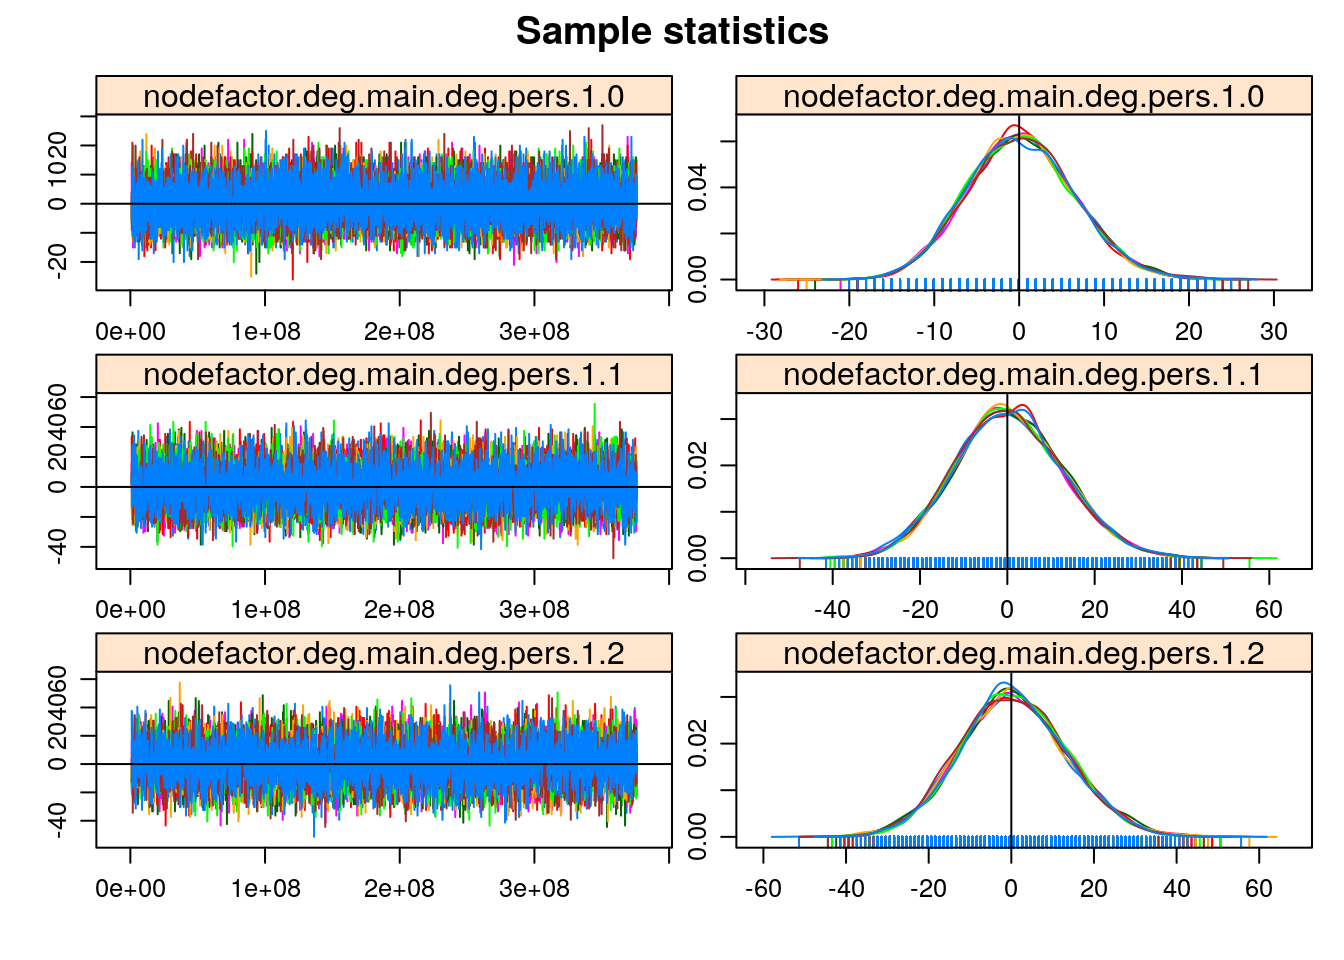 Sample statistics
nodefactor.deg.main.deg.pers.1.0
-20 0 10 20
0e+00 1e+08 2e+08 3e+08
nodefactor.deg.main.deg.pers.1.0
0.00 0.04
-30 -20 -10 0 10 20 30
nodefactor.deg.main.deg.pers.1.1
-40 0 20 40 60
0e+00 1e+08 2e+08 3e+08
nodefactor.deg.main.deg.pers.1.1
0.00 0.02
-40 -20 0 20 40 60
nodefactor.deg.main.deg.pers.1.2
-40 0 20 40 60
0e+00 1e+08 2e+08 3e+08
nodefactor.deg.main.deg.pers.1.2
0.00 0.02
-60 -40 -20 0 20 40 60